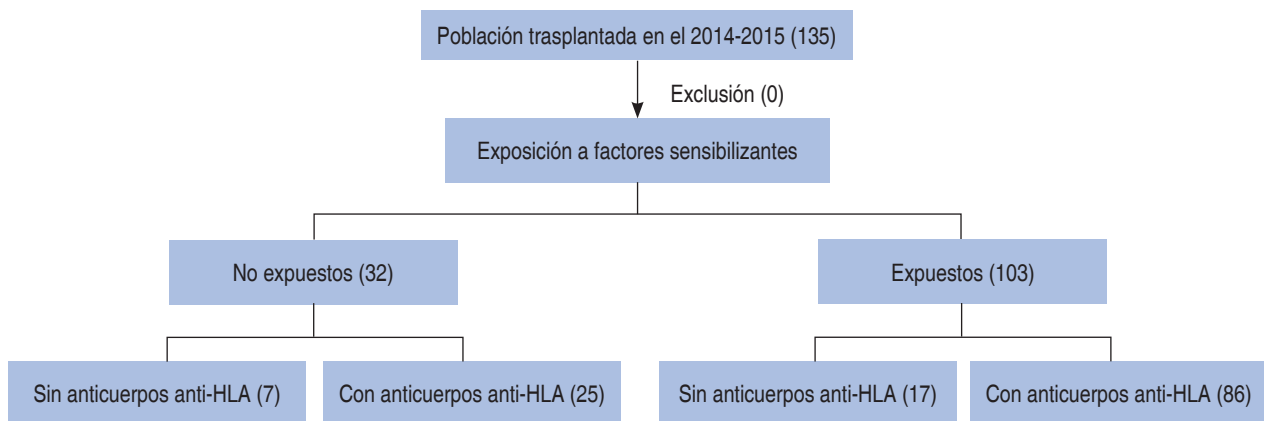 Población trasplantada en el 2014-2015 (135)
Exclusión (0)
Exposición a factores sensibilizantes
No expuestos (32)
Expuestos (103)
Sin anticuerpos anti-HLA (7)
Con anticuerpos anti-HLA (25)
Sin anticuerpos anti-HLA (17)
Con anticuerpos anti-HLA (86)